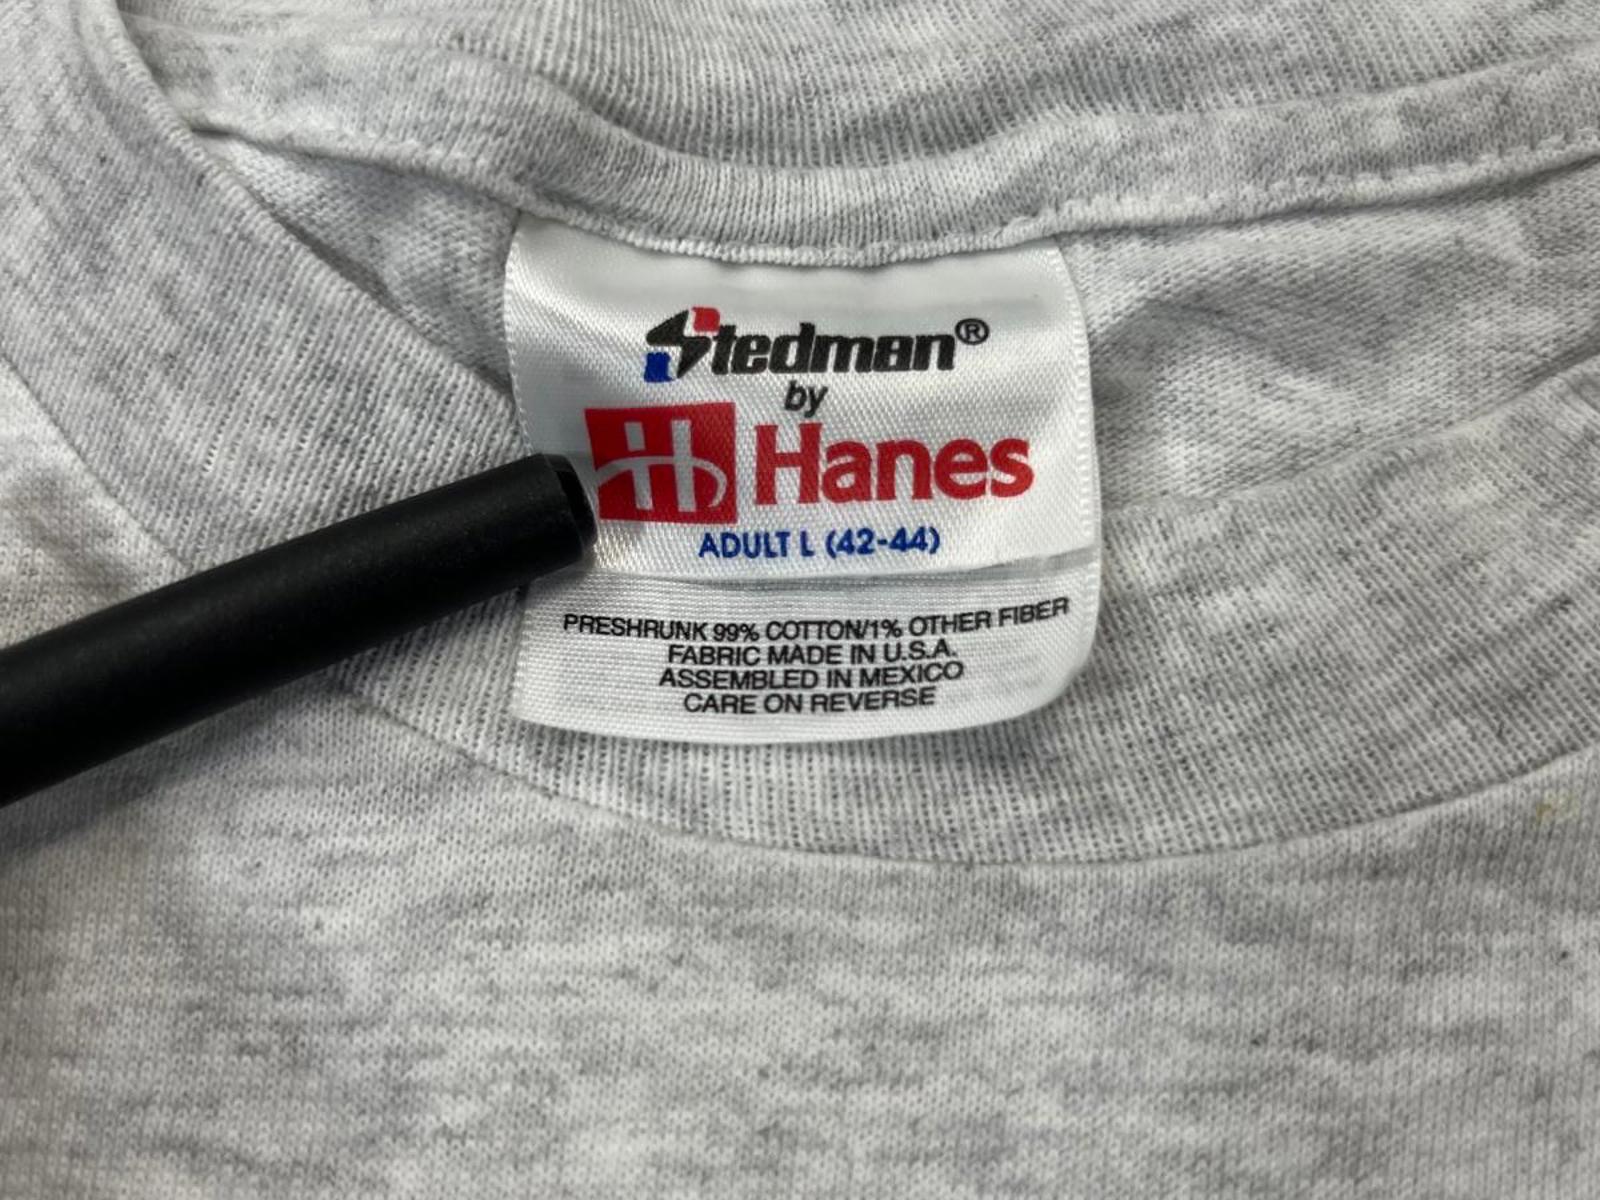 Stedman®
by
Hanes
ADULT L (42-44)
PRESHRUNK 99% COTTON/1% OTHER FIBER
FABRIC MADE IN U.S.A.
ASSEMBLED IN MEXICO
CARE ON REVERSE